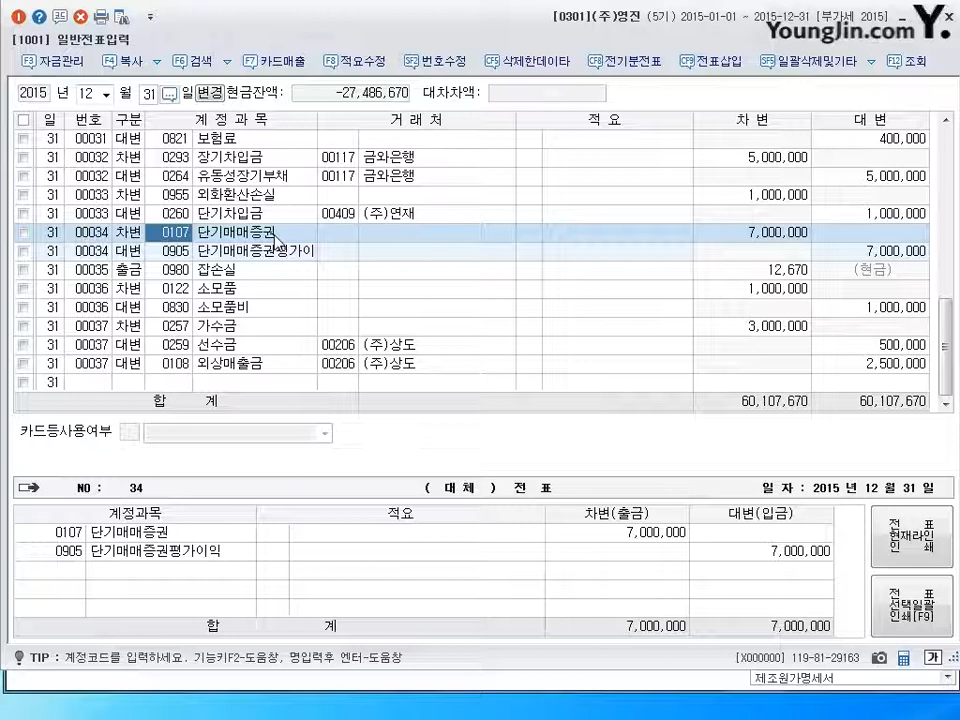 [0301](주)영진 (5기) 2015-01-01 ~ 2015-12-31 [부가세 2015]
YoungJin.com Y.
[1001] 일반전표입력
F3 자금관리 F4 복사 F6 검색 F7 카드매출 F8 적요수정 SF2 번호수정 CF5 삭제한데이타 CF8 전기분전표 CF9 전표삽입 SF5 일괄삭제및기타 F12 조회
2015 년 12 월 31 일 변경 현금잔액: -27,486,670 대차차액:
일 번호 구분 계정과목 거래처 적요 차변 대변
31 00031 대변 0821 보험료 400,000
31 00032 차변 0293 장기차입금 00117 금와은행 5,000,000
31 00032 대변 0264 유동성장기부채 00117 금와은행 5,000,000
31 00033 차변 0955 외화환산손실 1,000,000
31 00033 대변 0260 단기차입금 00409 (주)연재 1,000,000
31 00034 차변 0107 단기매매증권 7,000,000
31 00034 대변 0905 단기매매증권평가이 7,000,000
31 00035 출금 0980 잡손실 12,670 (현금)
31 00036 차변 0122 소모품 1,000,000
31 00036 대변 0830 소모품비 1,000,000
31 00037 차변 0257 가수금 3,000,000
31 00037 대변 0259 선수금 00206 (주)상도 500,000
31 00037 대변 0108 외상매출금 00206 (주)상도 2,500,000
31
합 계 60,107,670 60,107,670
카드등사용여부
NO : 34 ( 대 체 ) 전 표 일 자 : 2015 년 12 월 31 일
계정과목 적요 차변(출금) 대변(입금)
0107 단기매매증권 7,000,000
0905 단기매매증권평가이익 7,000,000
합 계 7,000,000 7,000,000
전 표
현재라인
인 쇄
전 표
선택일괄
인쇄[F9]
TIP : 계정코드를 입력하세요. 기능키F2-도움창, 명입력후 엔터-도움창 [X000000] 119-81-29163 가
제조원가명세서